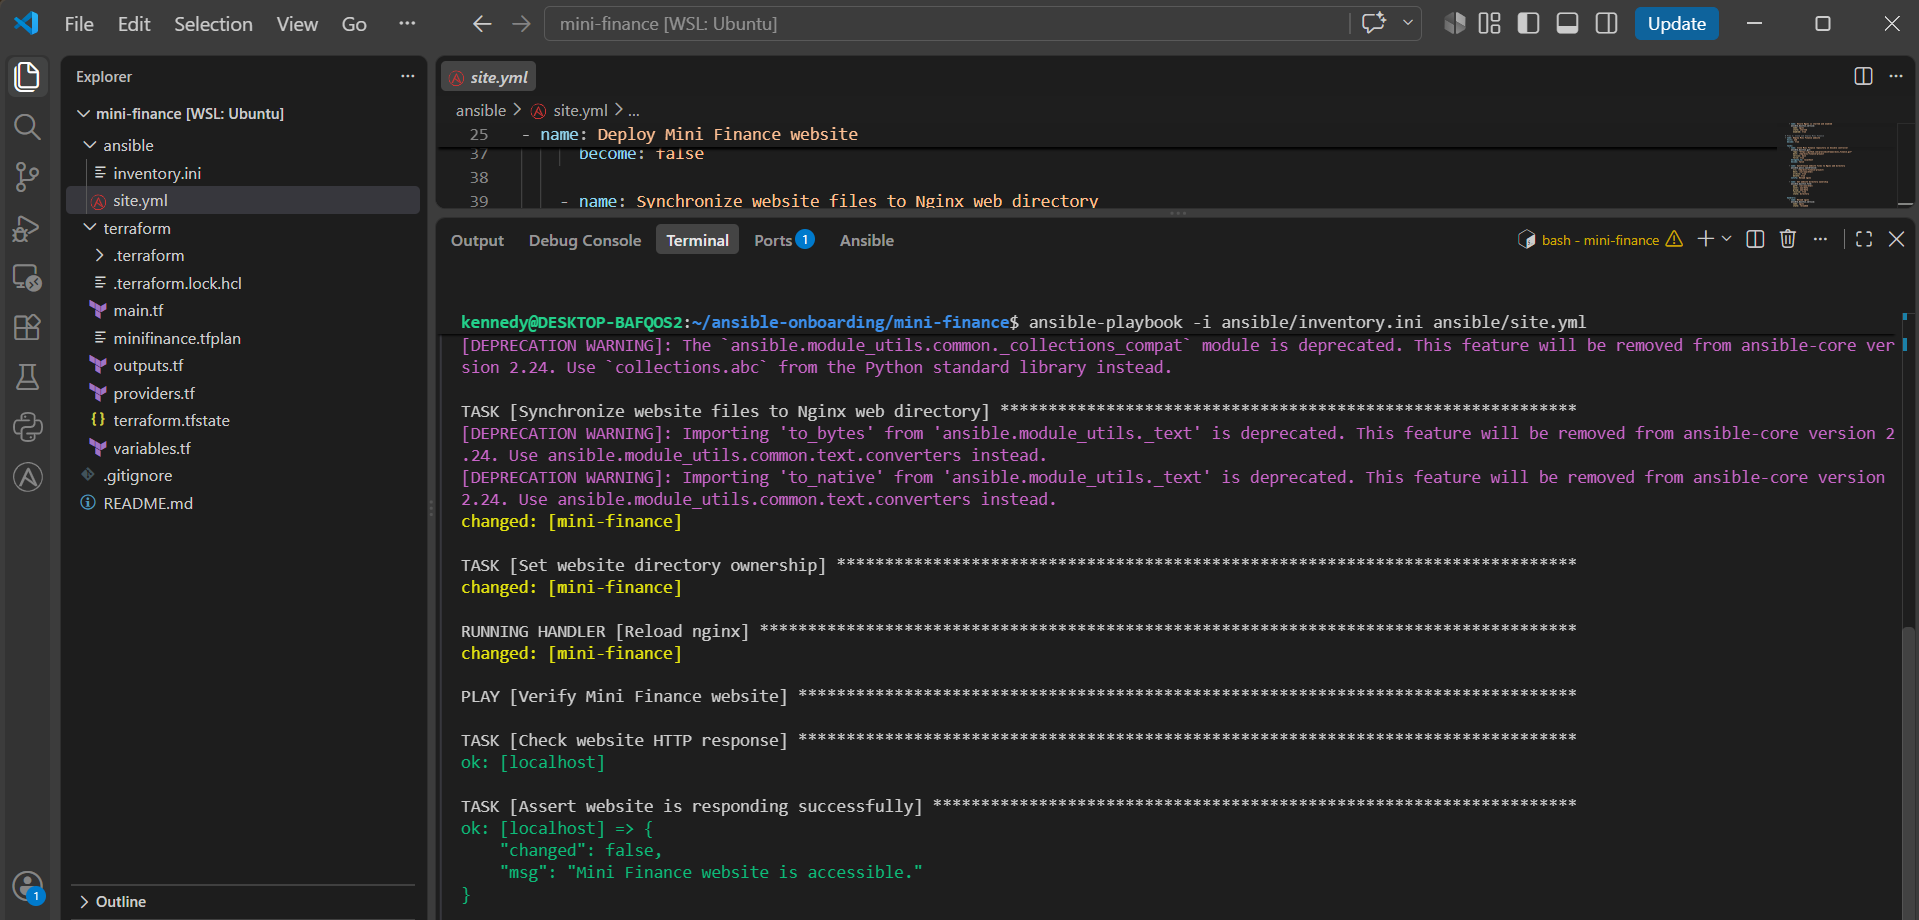 File Edit Selection View Go ··· mini-finance [WSL: Ubuntu] Update
Explorer
mini-finance [WSL: Ubuntu]
ansible
inventory.ini
site.yml
terraform
.terraform
.terraform.lock.hcl
main.tf
minifinance.tfplan
outputs.tf
providers.tf
terraform.tfstate
variables.tf
.gitignore
README.md
Outline
1
site.yml
ansible > site.yml > ...
25 - name: Deploy Mini Finance website
37 become: false
38
39 - name: Synchronize website files to Nginx web directory
Output Debug Console Terminal Ports 1 Ansible bash - mini-finance
kennedy@DESKTOP-BAFQOS2:~/ansible-onboarding/mini-finance$ ansible-playbook -i ansible/inventory.ini ansible/site.yml
[DEPRECATION WARNING]: The `ansible.module_utils.common._collections_compat` module is deprecated. This feature will be removed from ansible-core ver
sion 2.24. Use `collections.abc` from the Python standard library instead.
TASK [Synchronize website files to Nginx web directory] ************************************************************
[DEPRECATION WARNING]: Importing 'to_bytes' from 'ansible.module_utils._text' is deprecated. This feature will be removed from ansible-core version 2
.24. Use ansible.module_utils.common.text.converters instead.
[DEPRECATION WARNING]: Importing 'to_native' from 'ansible.module_utils._text' is deprecated. This feature will be removed from ansible-core version
2.24. Use ansible.module_utils.common.text.converters instead.
changed: [mini-finance]
TASK [Set website directory ownership] *****************************************************************************
changed: [mini-finance]
RUNNING HANDLER [Reload nginx] *************************************************************************************
changed: [mini-finance]
PLAY [Verify Mini Finance website] *********************************************************************************
TASK [Check website HTTP response] *********************************************************************************
ok: [localhost]
TASK [Assert website is responding successfully] *******************************************************************
ok: [localhost] => {
"changed": false,
"msg": "Mini Finance website is accessible."
}